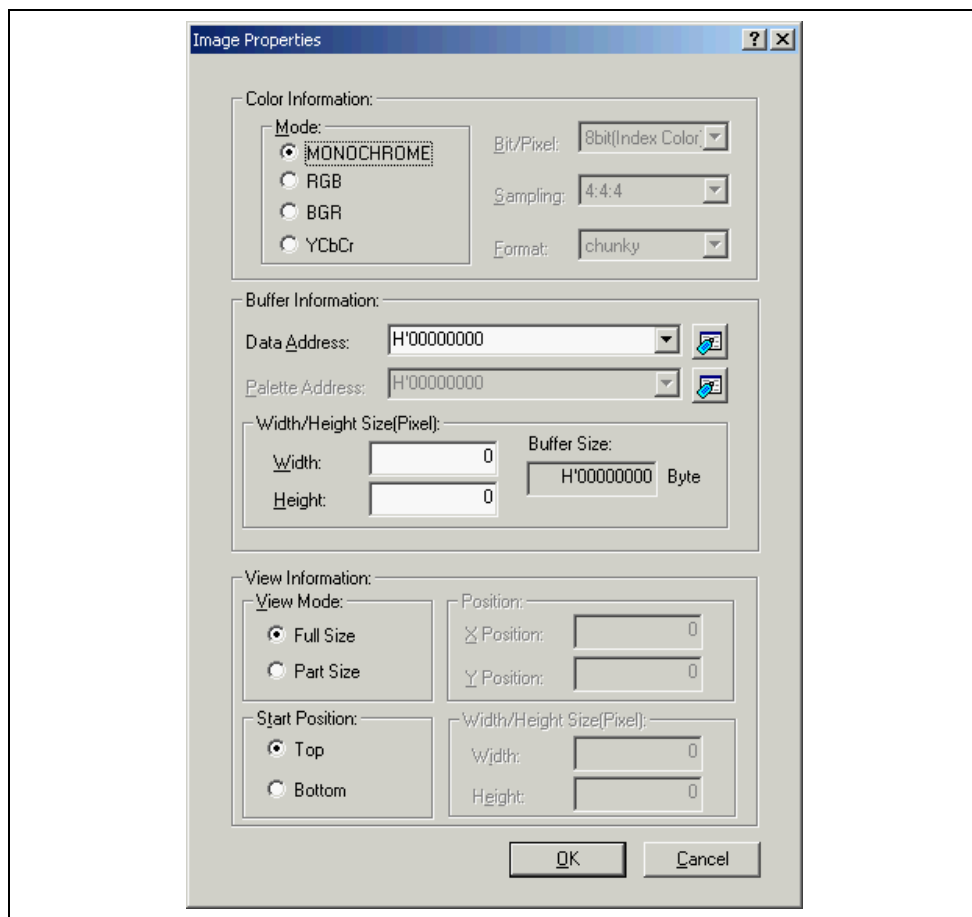 Image Properties
Color Information:
Mode:
MONOCHROME
RGB
BGR
YCbCr
Bit/Pixel: 8bit(Index Color)
Sampling: 4:4:4
Format: chunky
Buffer Information:
Data Address: H'00000000
Palette Address: H'00000000
Width/Height Size(Pixel):
Width: 0
Height: 0
Buffer Size:
H'00000000 Byte
View Information:
View Mode:
Full Size
Part Size
Position:
X Position: 0
Y Position: 0
Start Position:
Top
Bottom
Width/Height Size(Pixel):
Width: 0
Height: 0
OK Cancel